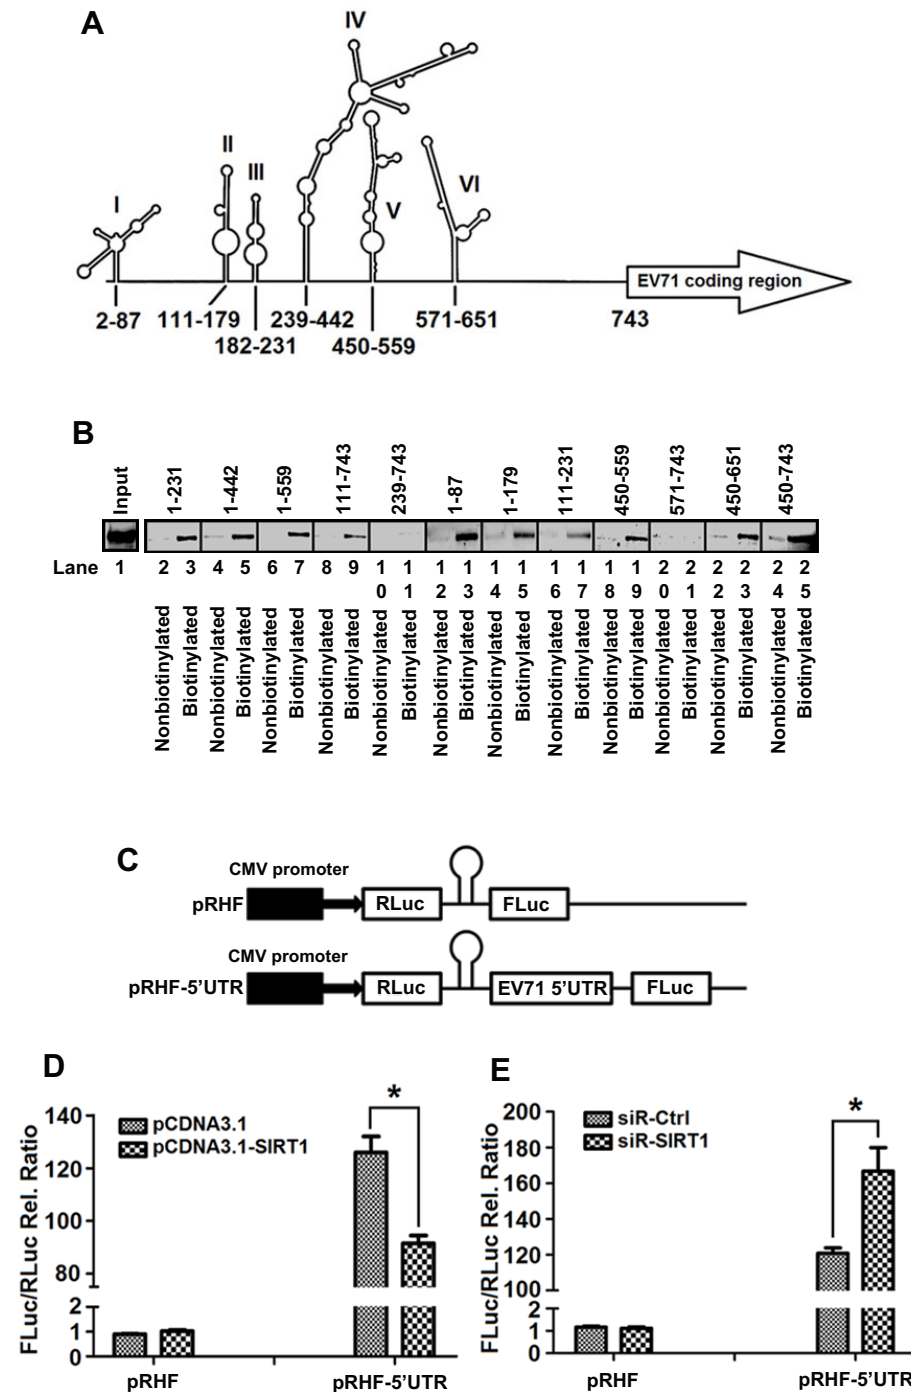 A
I
II
III
IV
V
VI
EV71 coding region
2-87
111-179
182-231
239-442
450-559
571-651
743
B
Input
1-231
1-442
1-559
111-743
239-743
1-87
1-179
111-231
450-559
571-743
450-651
450-743
Lane 1 2 3 4 5 6 7 8 9 10 11 12 13 14 15 16 17 18 19 20 21 22 23 24 25
Nonbiotinylated
Biotinylated
Nonbiotinylated
Biotinylated
Nonbiotinylated
Biotinylated
Nonbiotinylated
Biotinylated
Nonbiotinylated
Biotinylated
Nonbiotinylated
Biotinylated
Nonbiotinylated
Biotinylated
Nonbiotinylated
Biotinylated
Nonbiotinylated
Biotinylated
Nonbiotinylated
Biotinylated
Nonbiotinylated
Biotinylated
Nonbiotinylated
Biotinylated
C
CMV promoter
pRHF
RLuc
FLuc
CMV promoter
pRHF-5'UTR
RLuc
EV71 5'UTR
FLuc
D
FLuc/RLuc Rel. Ratio
140
120
100
80
2
1
0
pCDNA3.1
pCDNA3.1-SIRT1
*
pRHF
pRHF-5'UTR
E
FLuc/RLuc Rel. Ratio
200
180
160
140
120
100
2
1
0
siR-Ctrl
siR-SIRT1
*
pRHF
pRHF-5'UTR